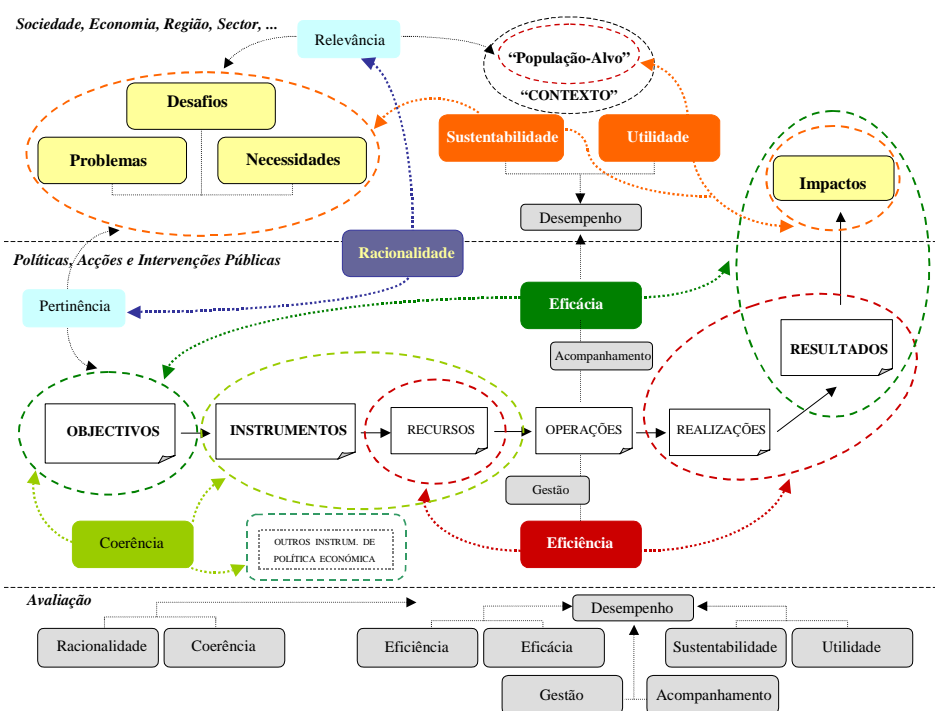 Sociedade, Economia, Região, Sector, ...
Relevância
“População-Alvo”
“CONTEXTO”
Desafios
Problemas
Necessidades
Sustentabilidade
Utilidade
Impactos
Desempenho
Racionalidade
Políticas, Acções e Intervenções Públicas
Pertinência
Eficácia
Acompanhamento
RESULTADOS
OBJECTIVOS
INSTRUMENTOS
RECURSOS
OPERAÇÕES
REALIZAÇÕES
Gestão
Coerência
OUTROS INSTRUM. DE
POLÍTICA ECONÓMICA
Eficiência
Avaliação
Desempenho
Racionalidade
Coerência
Eficiência
Eficácia
Sustentabilidade
Utilidade
Gestão
Acompanhamento